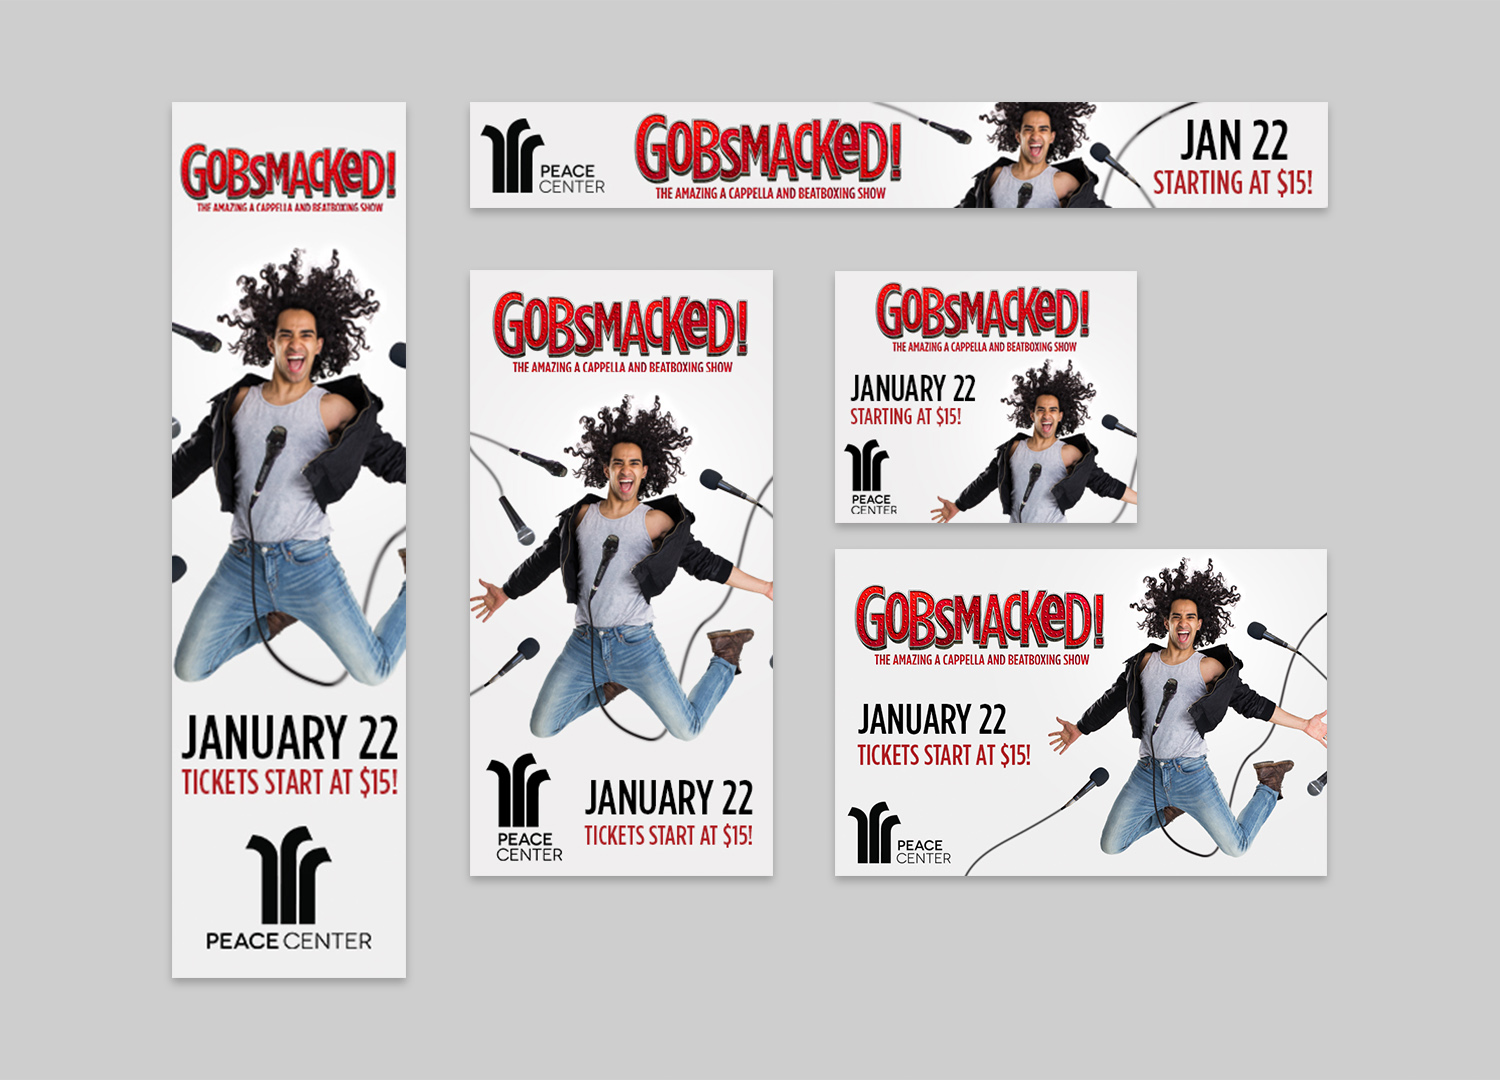 GOBSMACKED!
THE AMAZING A CAPPELLA AND BEATBOXING SHOW
JANUARY 22
TICKETS START AT $15!
PEACE CENTER
PEACE
CENTER
GOBSMACKED!
THE AMAZING A CAPPELLA AND BEATBOXING SHOW
JAN 22
STARTING AT $15!
GOBSMACKED!
THE AMAZING A CAPPELLA AND BEATBOXING SHOW
PEACE
CENTER
JANUARY 22
TICKETS START AT $15!
GOBSMACKED!
THE AMAZING A CAPPELLA AND BEATBOXING SHOW
JANUARY 22
STARTING AT $15!
PEACE
CENTER
GOBSMACKED!
THE AMAZING A CAPPELLA AND BEATBOXING SHOW
JANUARY 22
TICKETS START AT $15!
PEACE
CENTER